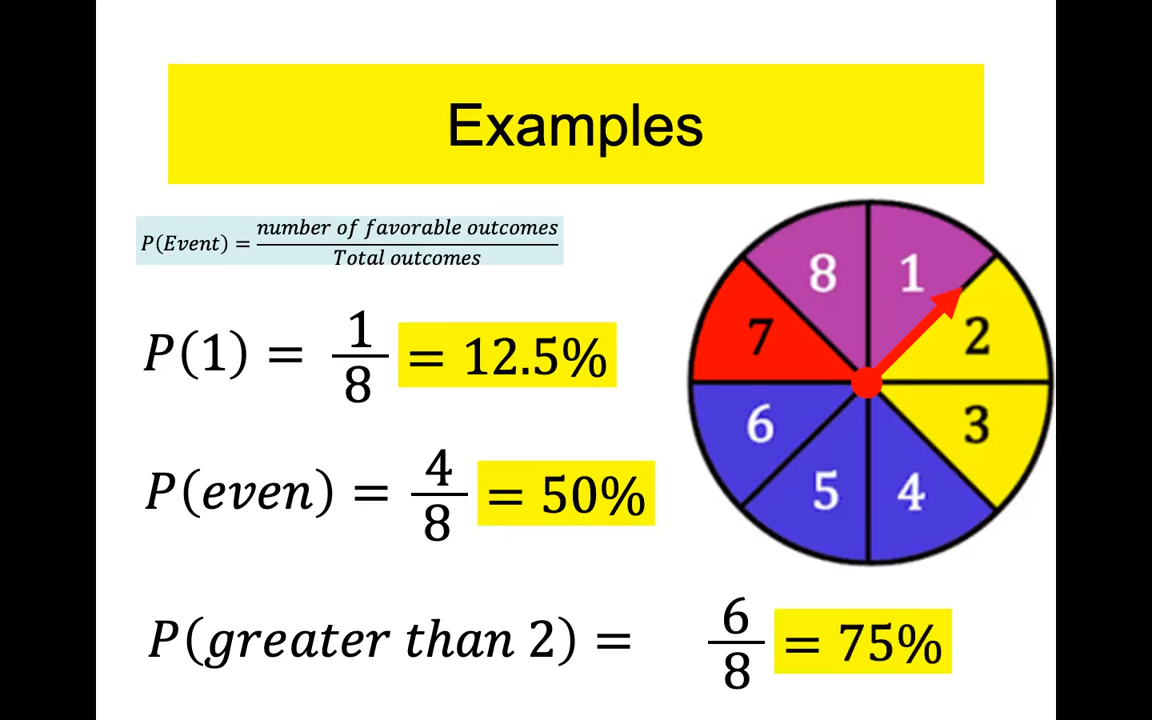 Examples
P(Event) = number of favorable outcomes / Total outcomes
P(1) = 1/8 = 12.5%
P(even) = 4/8 = 50%
P(greater than 2) = 6/8 = 75%
8 1
7 2
6 3
5 4